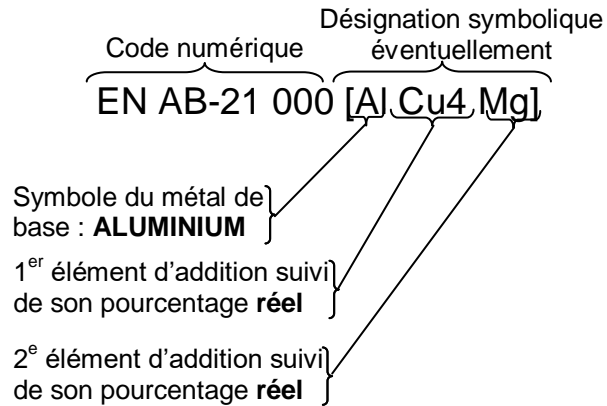 Désignation symbolique
Code numérique éventuellement
EN AB-21 000 [Al Cu4 Mg]
Symbole du métal de
base : ALUMINIUM
1er élément d’addition suivi
de son pourcentage réel
2e élément d’addition suivi
de son pourcentage réel